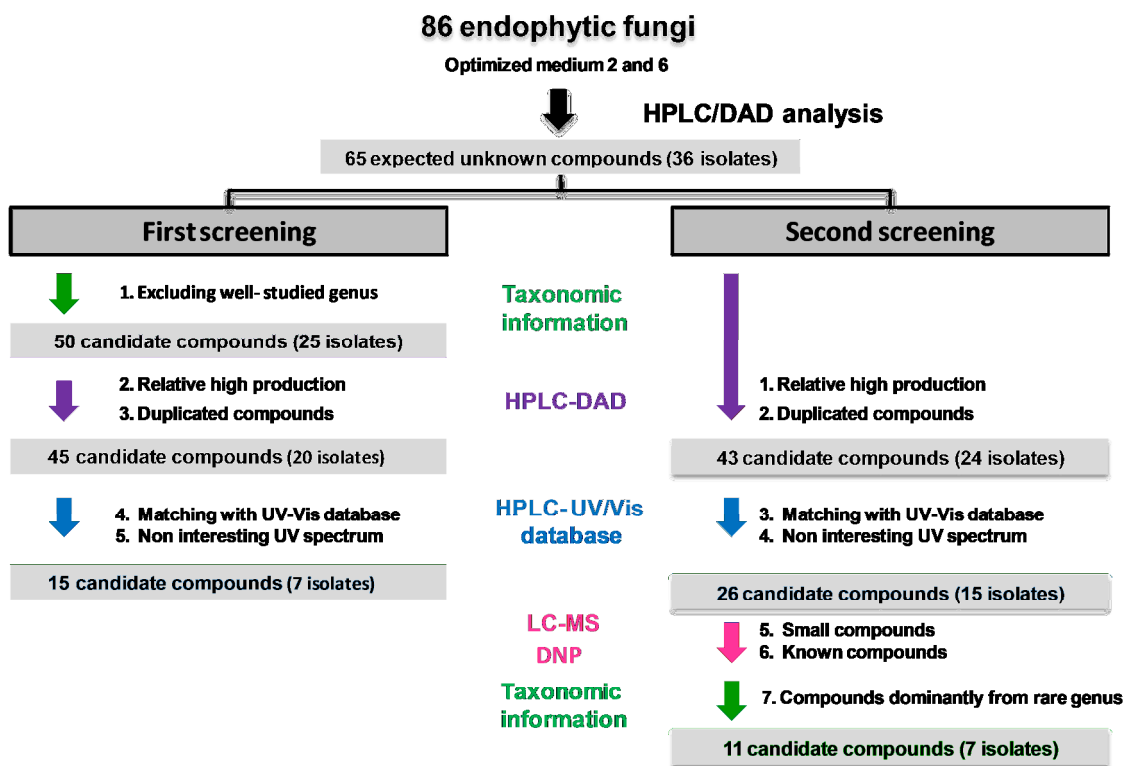 86 endophytic fungi
Optimized medium 2 and 6
HPLC/DAD analysis
65 expected unknown compounds (36 isolates)
First screening
1. Excluding well- studied genus
50 candidate compounds (25 isolates)
2. Relative high production
3. Duplicated compounds
45 candidate compounds (20 isolates)
4. Matching with UV-Vis database
5. Non interesting UV spectrum
15 candidate compounds (7 isolates)
Taxonomic
information
HPLC-DAD
HPLC- UV/Vis
database
LC-MS
DNP
Taxonomic
information
Second screening
1. Relative high production
2. Duplicated compounds
43 candidate compounds (24 isolates)
3. Matching with UV-Vis database
4. Non interesting UV spectrum
26 candidate compounds (15 isolates)
5. Small compounds
6. Known compounds
7. Compounds dominantly from rare genus
11 candidate compounds (7 isolates)